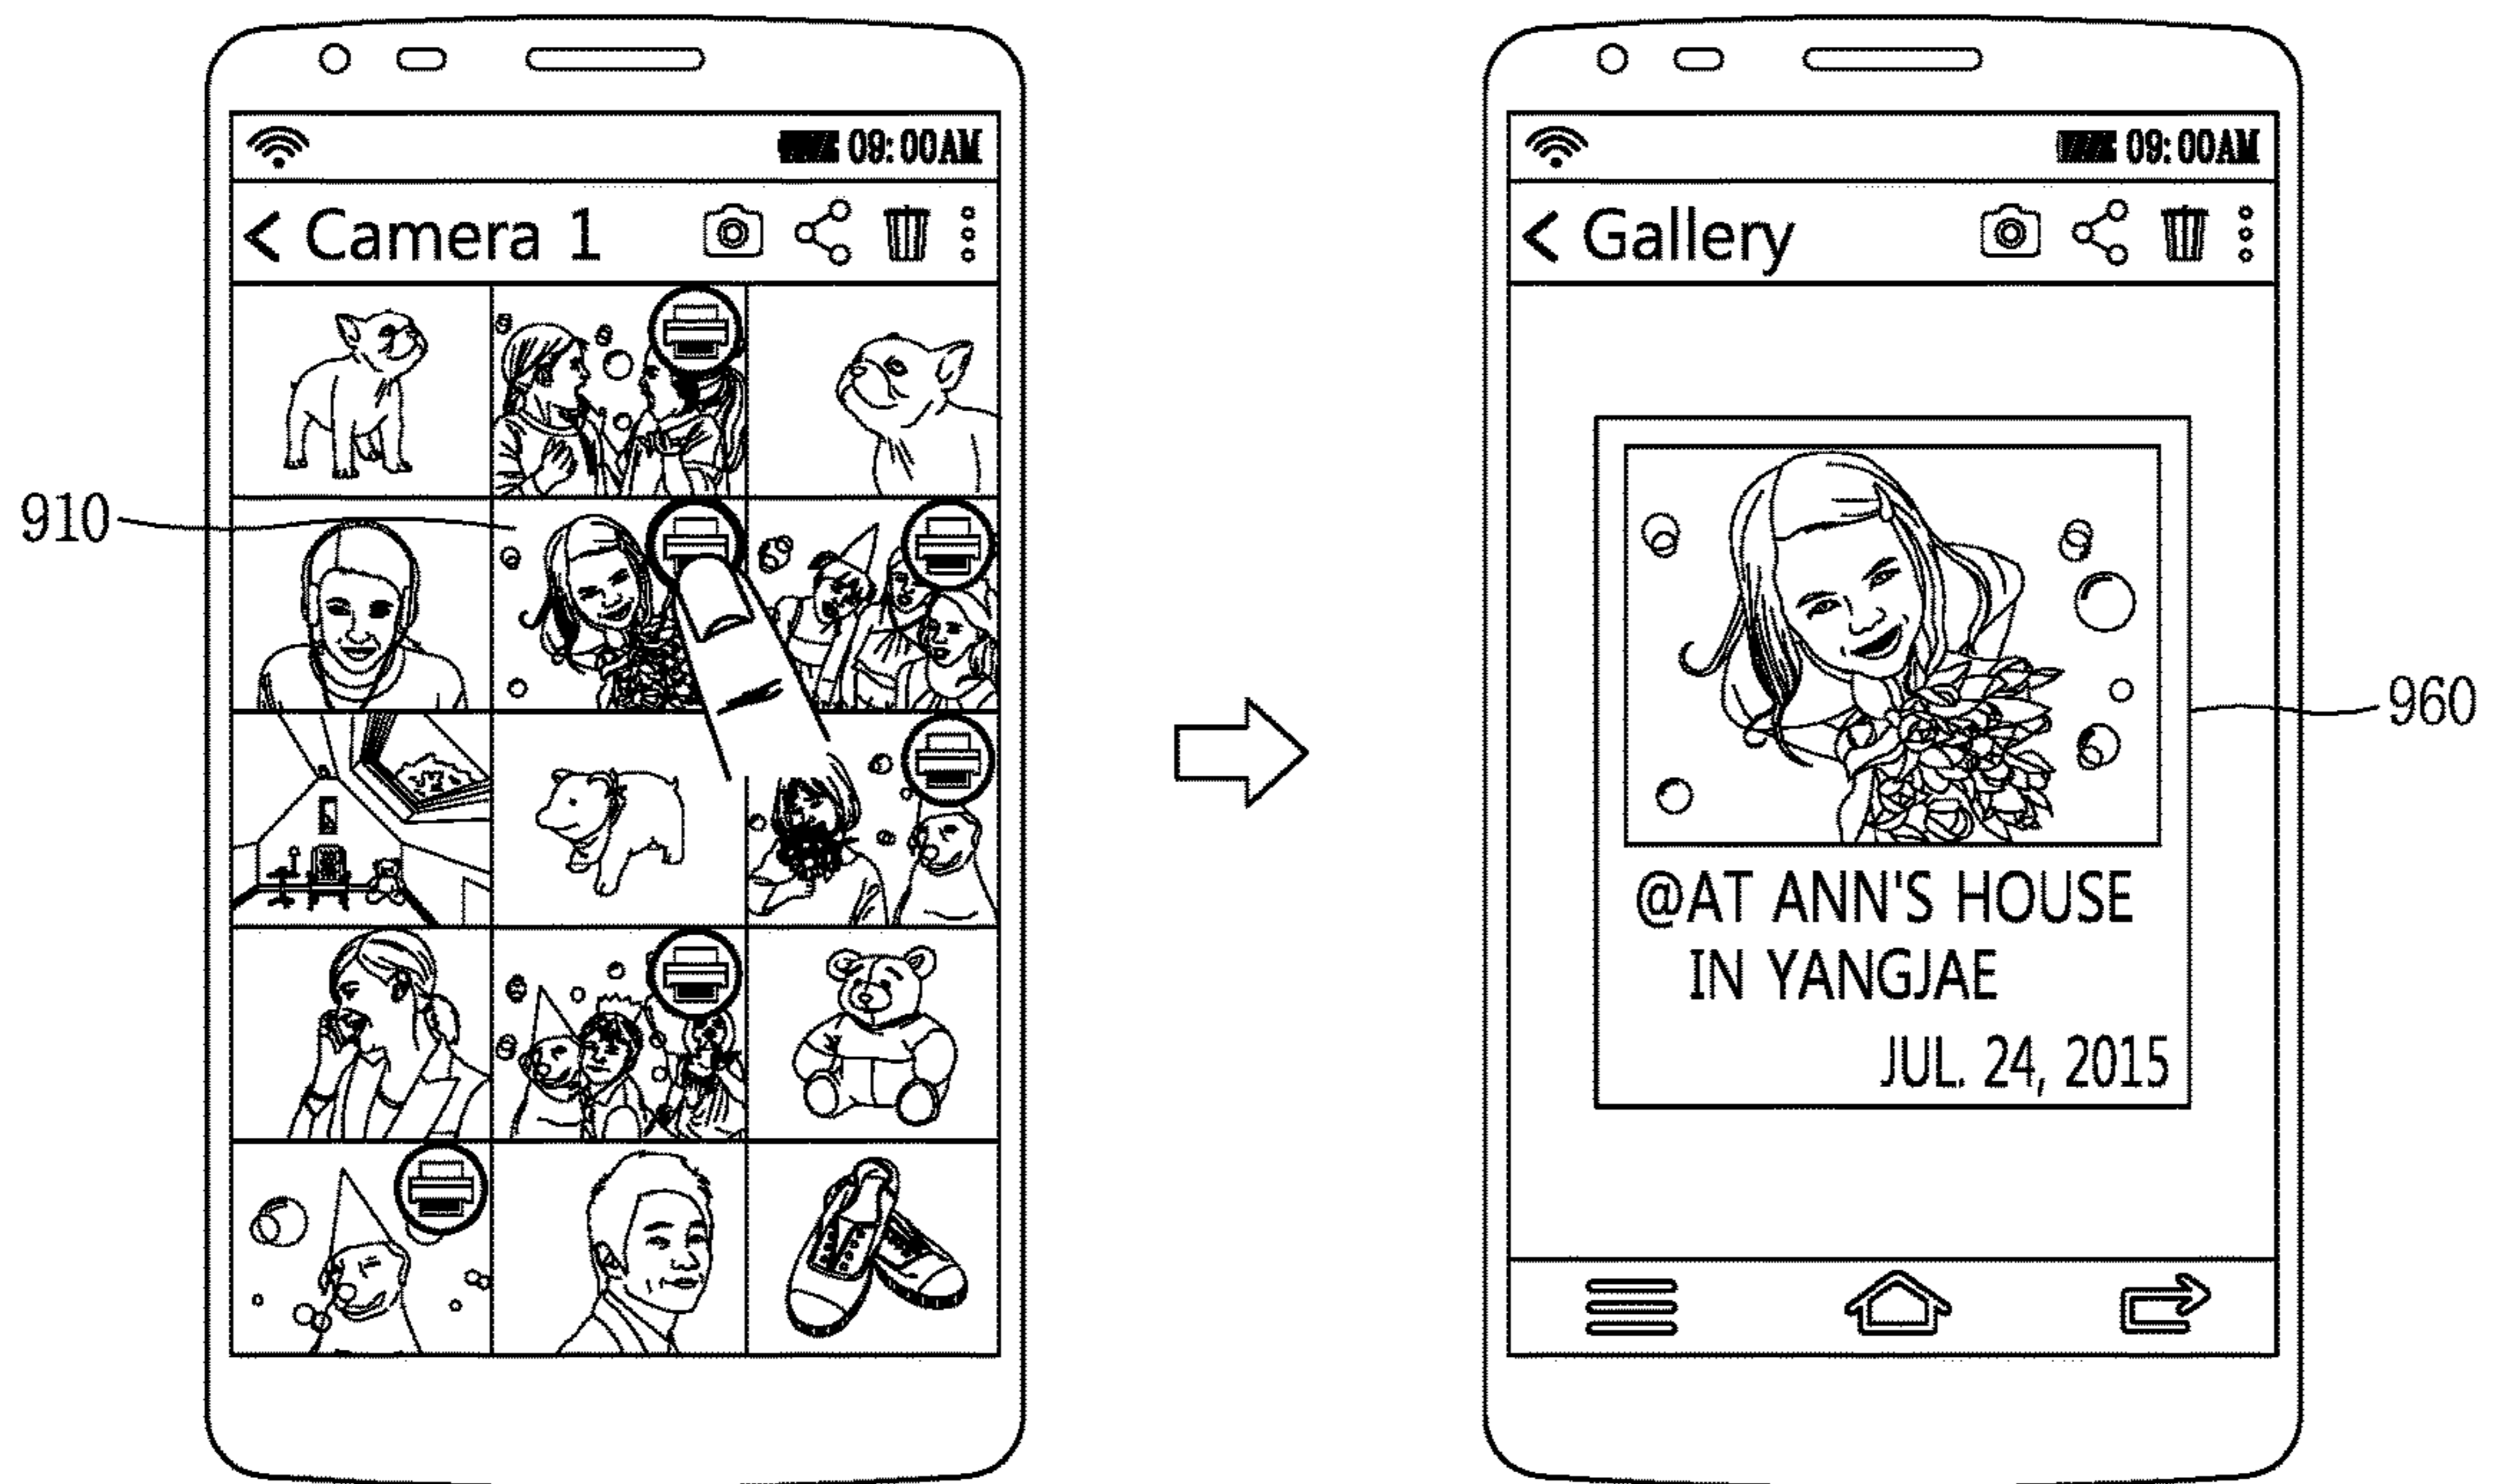 09:00AM
Camera 1
910
09:00AM
Gallery
@AT ANN'S HOUSE
IN YANGJAE
JUL. 24, 2015
960